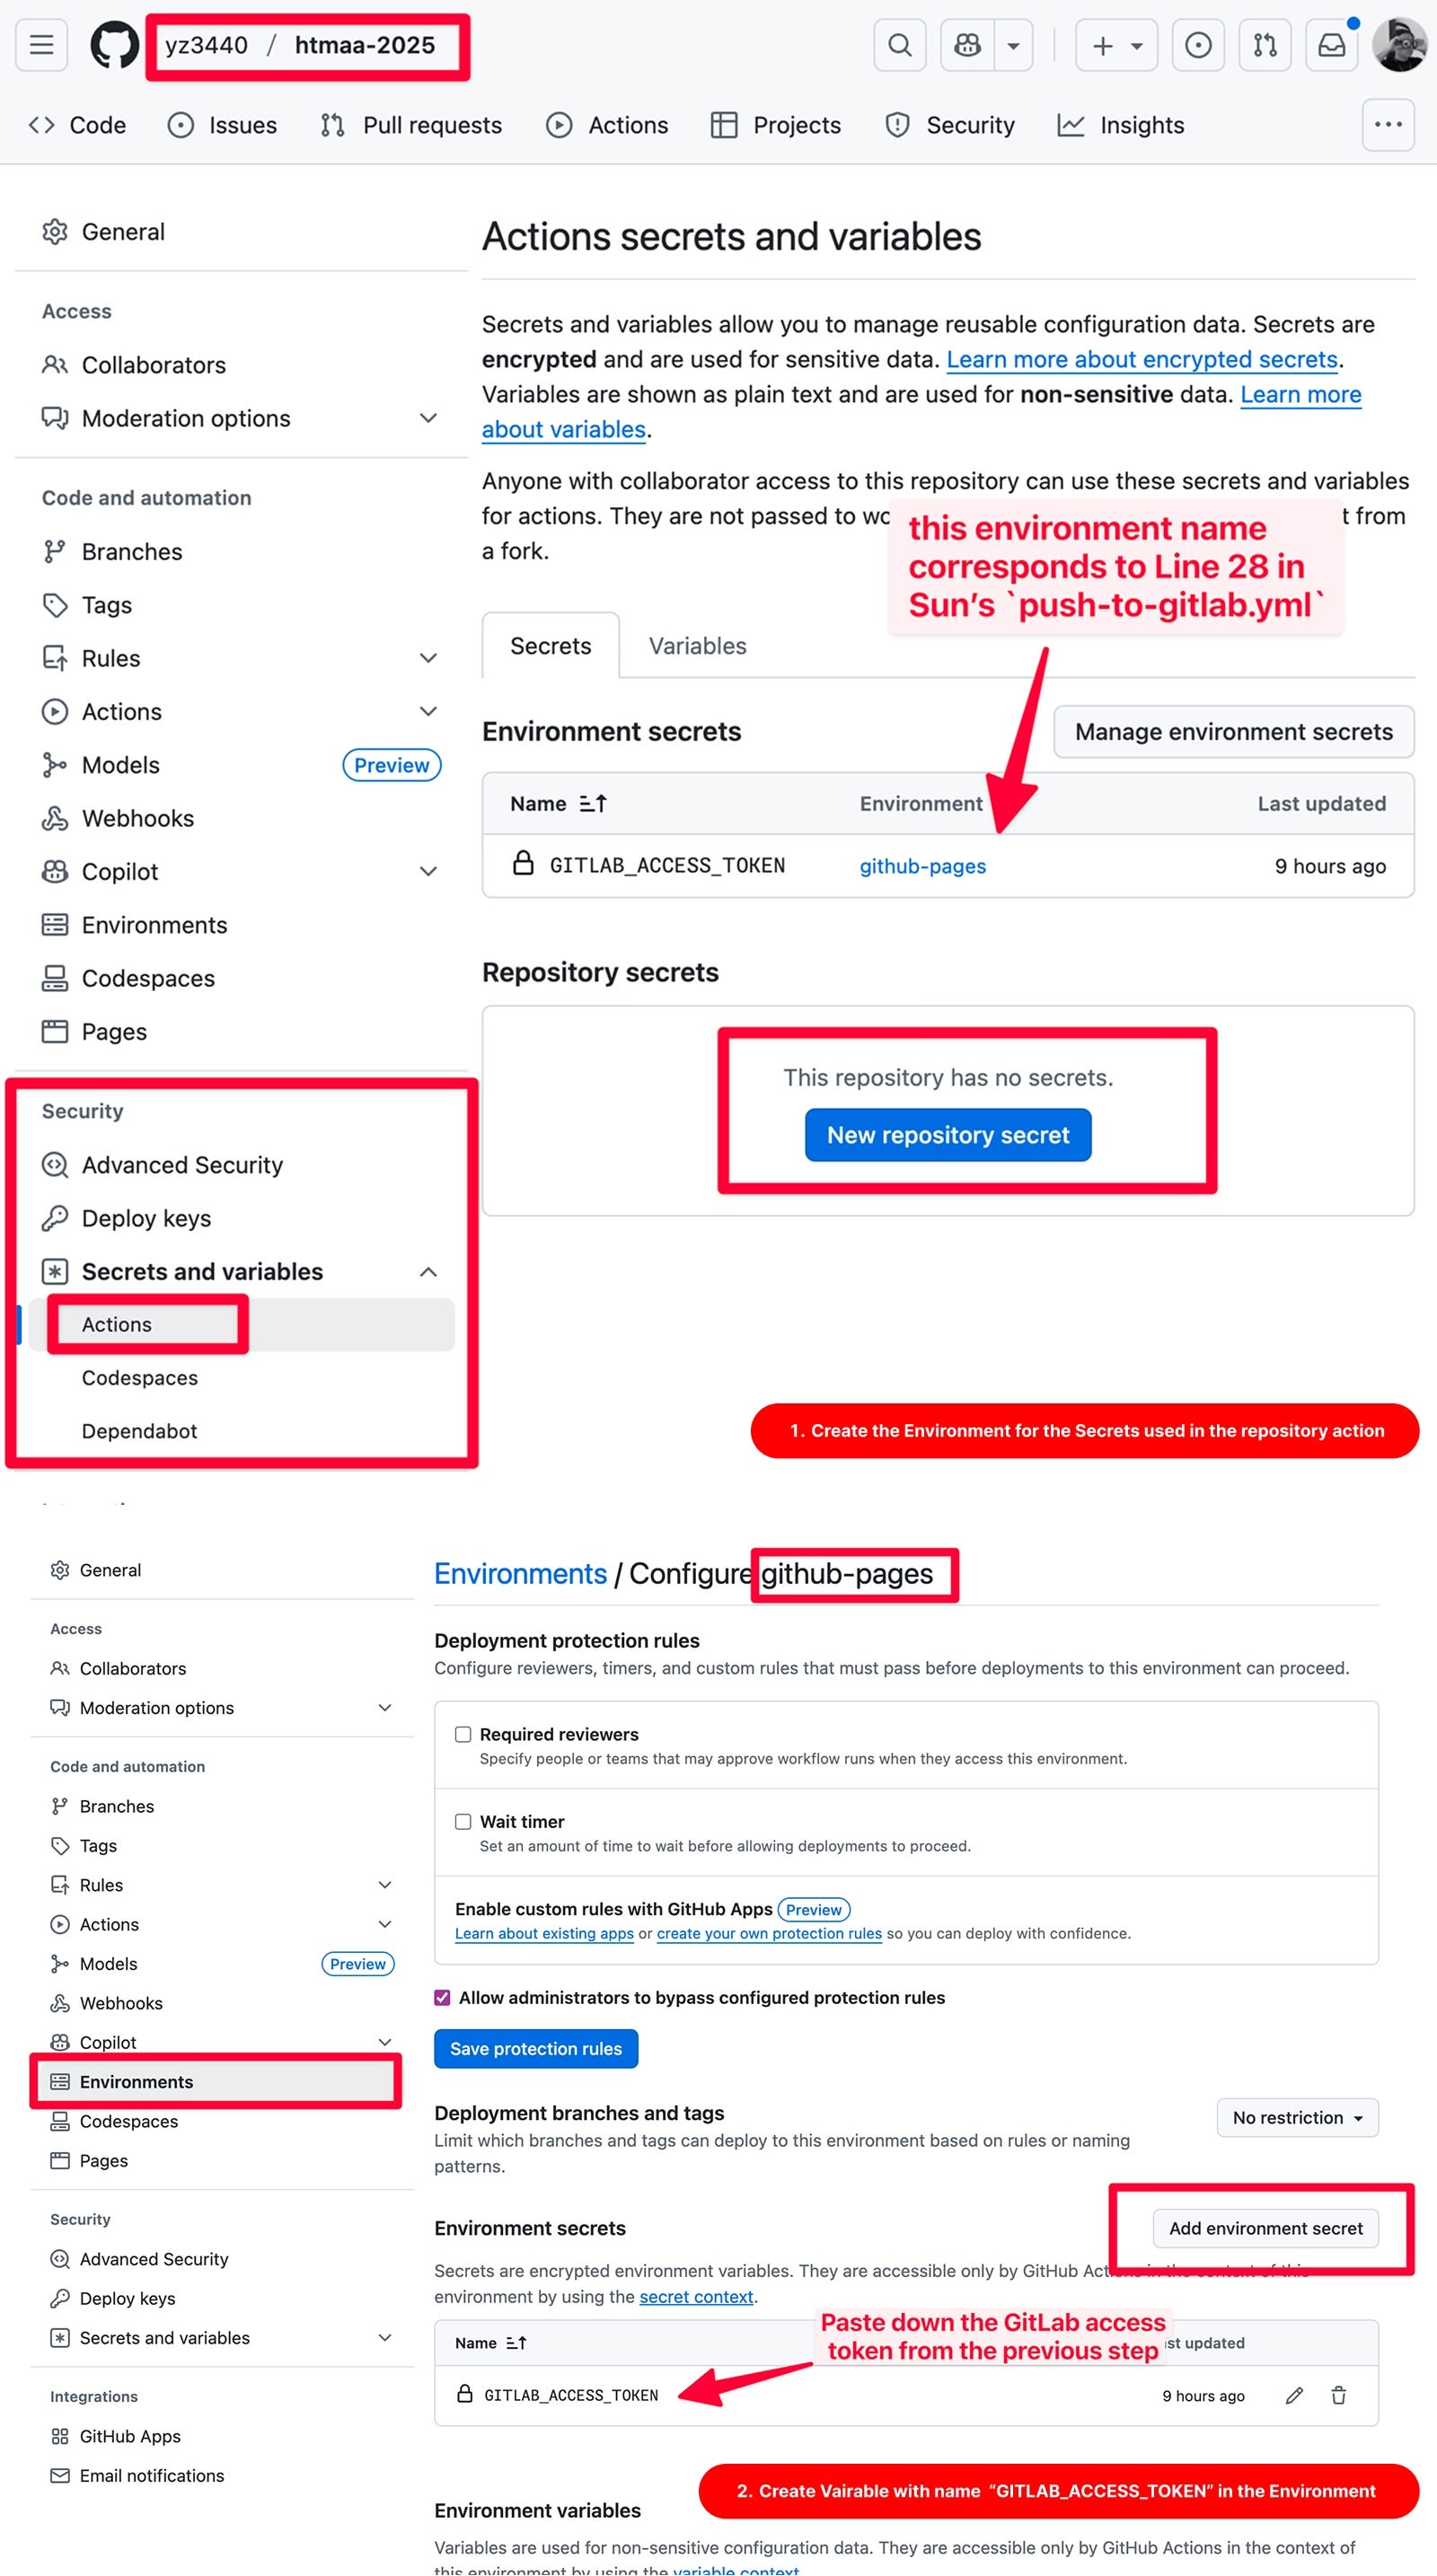 yz3440 / htmaa-2025
Code Issues Pull requests Actions Projects Security Insights
General
Access
Collaborators
Moderation options
Code and automation
Branches
Tags
Rules
Actions
Models Preview
Webhooks
Copilot
Environments
Codespaces
Pages
Security
Advanced Security
Deploy keys
Secrets and variables
Actions
Codespaces
Dependabot
Actions secrets and variables
Secrets and variables allow you to manage reusable configuration data. Secrets are
encrypted and are used for sensitive data. Learn more about encrypted secrets.
Variables are shown as plain text and are used for non-sensitive data. Learn more
about variables.
Anyone with collaborator access to this repository can use these secrets and variables
for actions. They are not passed to t from
a fork.
this environment name
corresponds to Line 28 in
Sun’s `push-to-gitlab.yml`
Secrets Variables
Environment secrets Manage environment secrets
Name Environment Last updated
GITLAB_ACCESS_TOKEN github-pages 9 hours ago
Repository secrets
This repository has no secrets.
New repository secret
1. Create the Environment for the Secrets used in the repository action
General
Access
Collaborators
Moderation options
Code and automation
Branches
Tags
Rules
Actions
Models Preview
Webhooks
Copilot
Environments
Codespaces
Pages
Security
Advanced Security
Deploy keys
Secrets and variables
Integrations
GitHub Apps
Email notifications
Environments / Configure github-pages
Deployment protection rules
Configure reviewers, timers, and custom rules that must pass before deployments to this environment can proceed.
Required reviewers
Specify people or teams that may approve workflow runs when they access this environment.
Wait timer
Set an amount of time to wait before allowing deployments to proceed.
Enable custom rules with GitHub Apps Preview
Learn about existing apps or create your own protection rules so you can deploy with confidence.
Allow administrators to bypass configured protection rules
Save protection rules
Deployment branches and tags No restriction
Limit which branches and tags can deploy to this environment based on rules or naming
patterns.
Environment secrets Add environment secret
Secrets are encrypted environment variables. They are accessible only by GitHub Actions in the context of this
environment by using the secret context.
Paste down the GitLab access
token from the previous step
Name st updated
GITLAB_ACCESS_TOKEN 9 hours ago
2. Create Vairable with name “GITLAB_ACCESS_TOKEN” in the Environment
Environment variables
Variables are used for non-sensitive configuration data. They are accessible only by GitHub Actions in the context of
this environment by using the variable context.